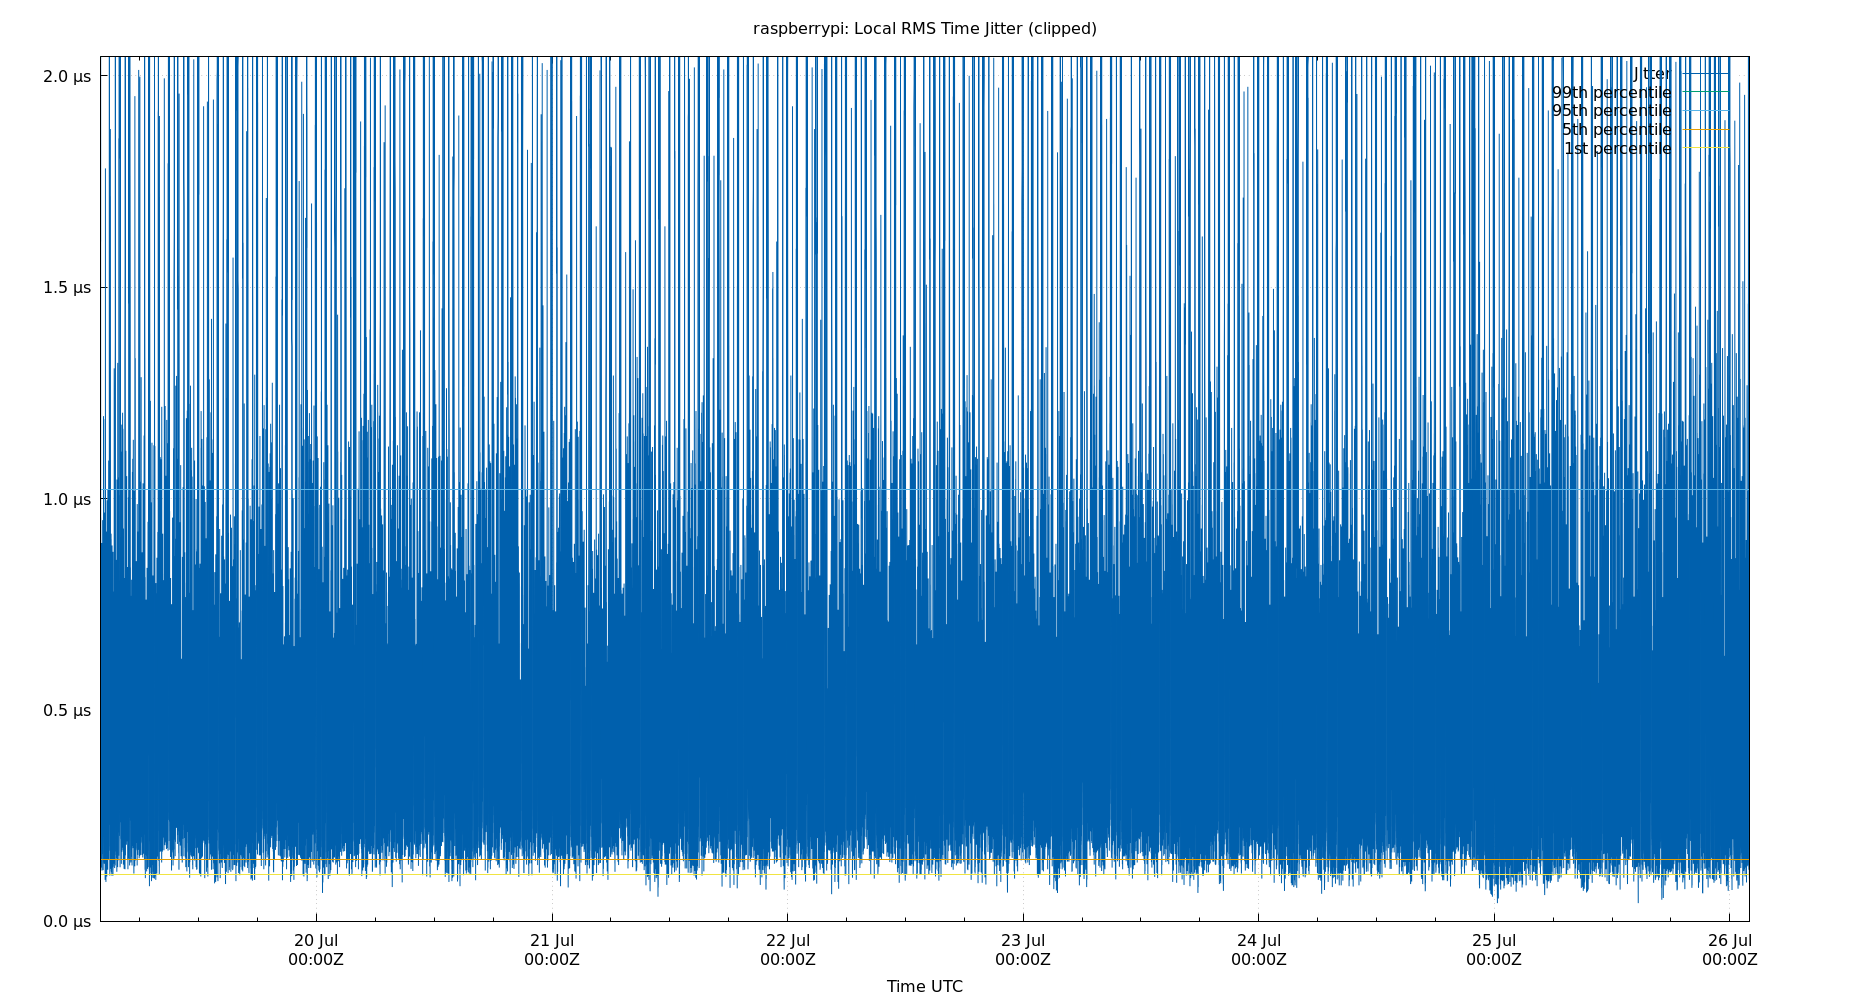 raspberrypi: Local RMS Time Jitter (clipped)
2.0 µs
1.5 µs
1.0 µs
0.5 µs
0.0 µs
Jitter
99th percentile
95th percentile
5th percentile
1st percentile
20 Jul 21 Jul 22 Jul 23 Jul 24 Jul 25 Jul 26 Jul
00:00Z 00:00Z 00:00Z 00:00Z 00:00Z 00:00Z 00:00Z
Time UTC